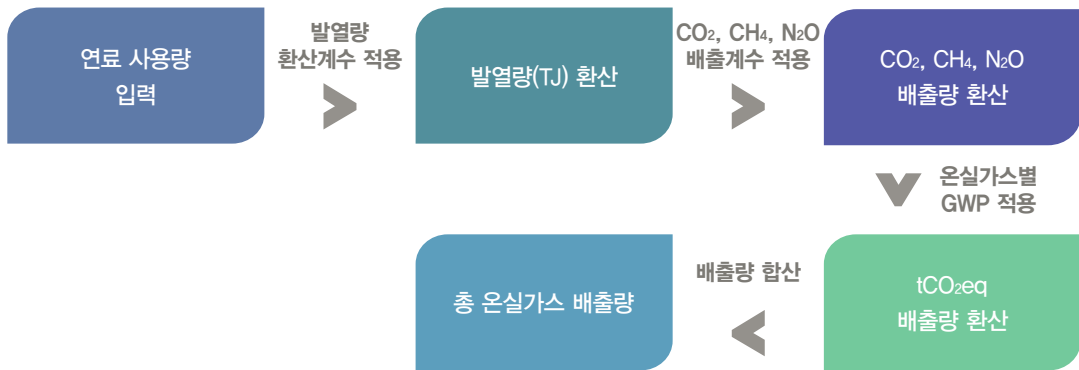 연료 사용량
입력
발열량
환산계수 적용
발열량(TJ) 환산
CO₂, CH₄, N₂O
배출계수 적용
CO₂, CH₄, N₂O
배출량 환산
온실가스별
GWP 적용
tCO₂eq
배출량 환산
배출량 합산
총 온실가스 배출량